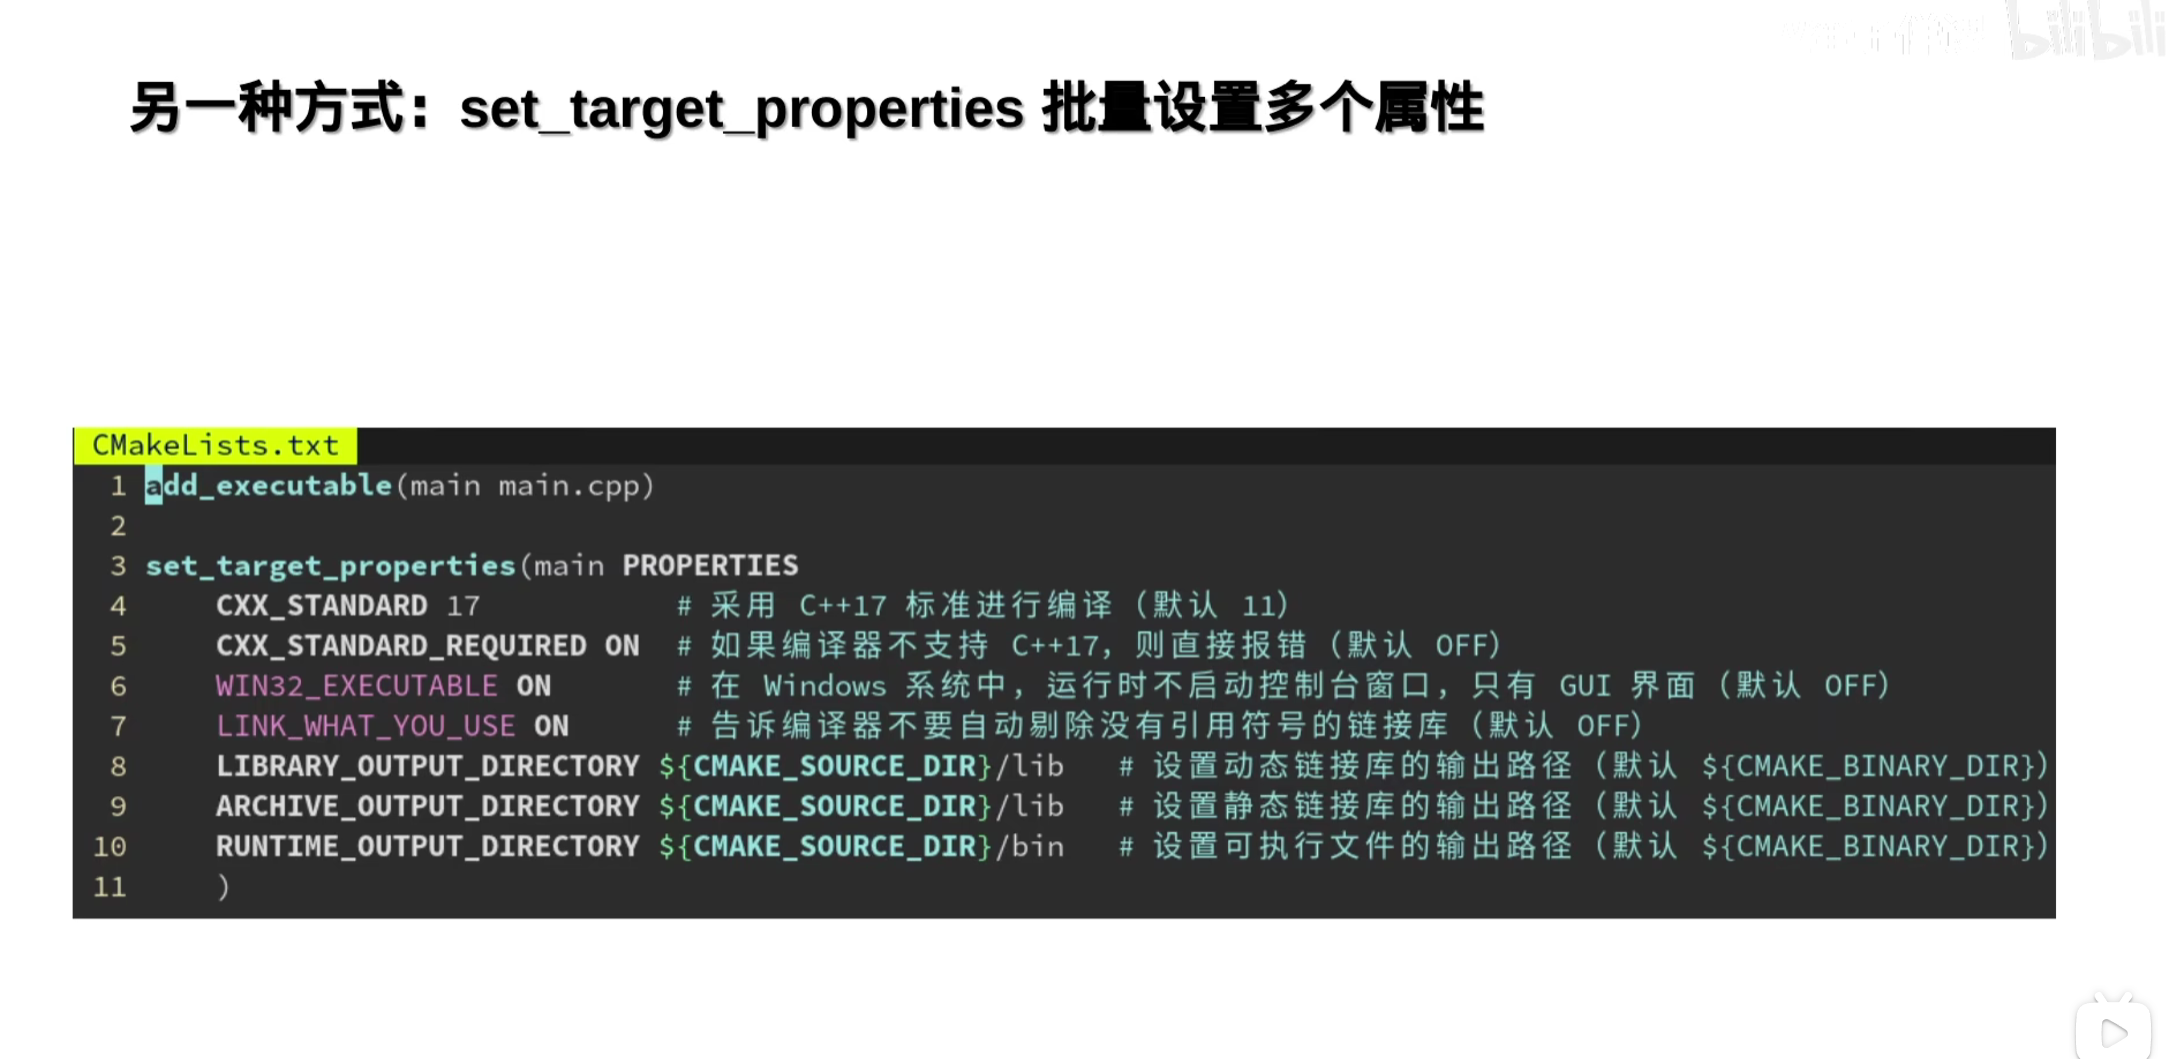 bilibili
另一种方式：set_target_properties 批量设置多个属性
CMakeLists.txt
1 add_executable(main main.cpp)
2
3 set_target_properties(main PROPERTIES
4 CXX_STANDARD 17 # 采用 C++17 标准进行编译（默认 11）
5 CXX_STANDARD_REQUIRED ON # 如果编译器不支持 C++17，则直接报错（默认 OFF）
6 WIN32_EXECUTABLE ON # 在 Windows 系统中，运行时不启动控制台窗口，只有 GUI 界面（默认 OFF）
7 LINK_WHAT_YOU_USE ON # 告诉编译器不要自动剔除没有引用符号的链接库（默认 OFF）
8 LIBRARY_OUTPUT_DIRECTORY ${CMAKE_SOURCE_DIR}/lib # 设置动态链接库的输出路径（默认 ${CMAKE_BINARY_DIR}）
9 ARCHIVE_OUTPUT_DIRECTORY ${CMAKE_SOURCE_DIR}/lib # 设置静态链接库的输出路径（默认 ${CMAKE_BINARY_DIR}）
10 RUNTIME_OUTPUT_DIRECTORY ${CMAKE_SOURCE_DIR}/bin # 设置可执行文件的输出路径（默认 ${CMAKE_BINARY_DIR}）
11 )